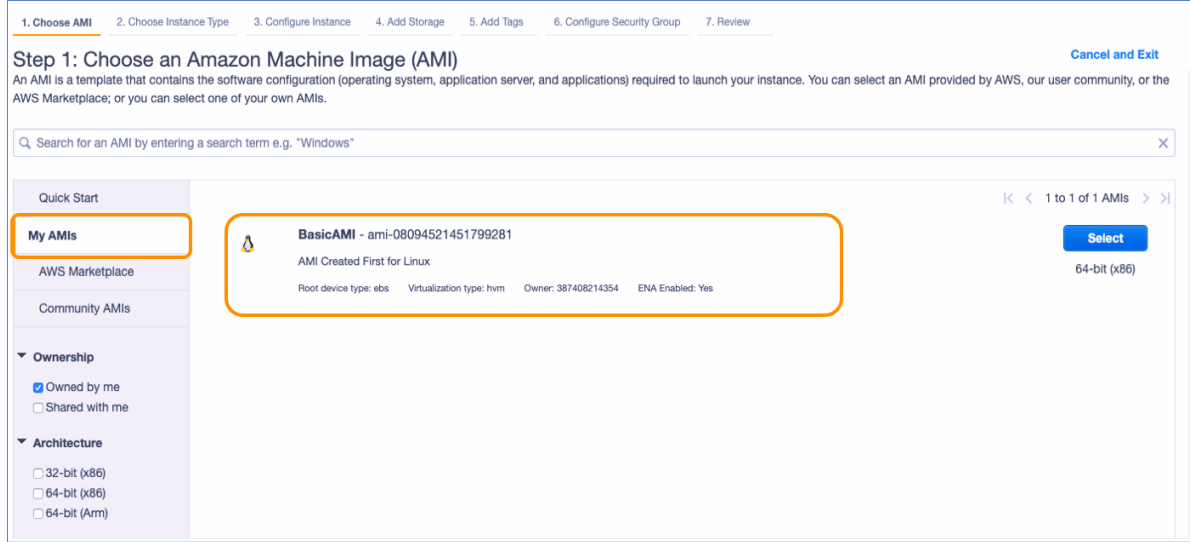 1. Choose AMI 2. Choose Instance Type 3. Configure Instance 4. Add Storage 5. Add Tags 6. Configure Security Group 7. Review
Step 1: Choose an Amazon Machine Image (AMI)
Cancel and Exit
An AMI is a template that contains the software configuration (operating system, application server, and applications) required to launch your instance. You can select an AMI provided by AWS, our user community, or the
AWS Marketplace; or you can select one of your own AMIs.
Search for an AMI by entering a search term e.g. "Windows"
Quick Start
My AMIs
AWS Marketplace
Community AMIs
Ownership
Owned by me
Shared with me
Architecture
32-bit (x86)
64-bit (x86)
64-bit (Arm)
1 to 1 of 1 AMIs
BasicAMI - ami-08094521451799281
AMI Created First for Linux
Root device type: ebs Virtualization type: hvm Owner: 387408214354 ENA Enabled: Yes
Select
64-bit (x86)